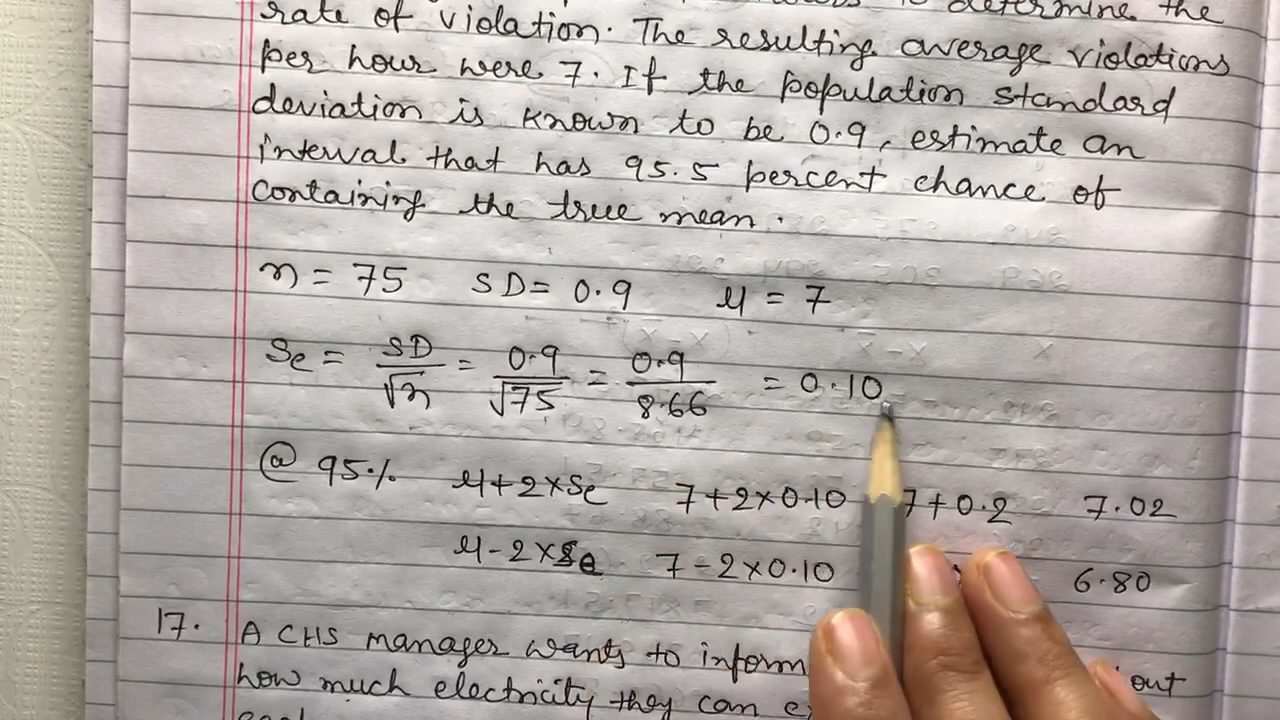 determine the
rate of violation. The resulting average violations
per hour were 7. If the population standard
deviation is known to be 0.9, estimate an
interval that has 95.5 percent chance of
containing the true mean.
n = 75 SD = 0.9 μ = 7
Se = SD/√n = 0.9/√75 = 0.9/8.66 = 0.10
@ 95% μ+2×Se 7+2×0.10 7+0.2 7.02
μ-2×Se 7-2×0.10 6.80
17. A CHS manager wants to inform out
how much electricity they can